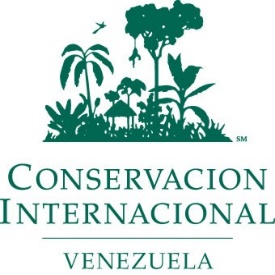 SM
CONSERVACION
INTERNACIONAL
VENEZUELA